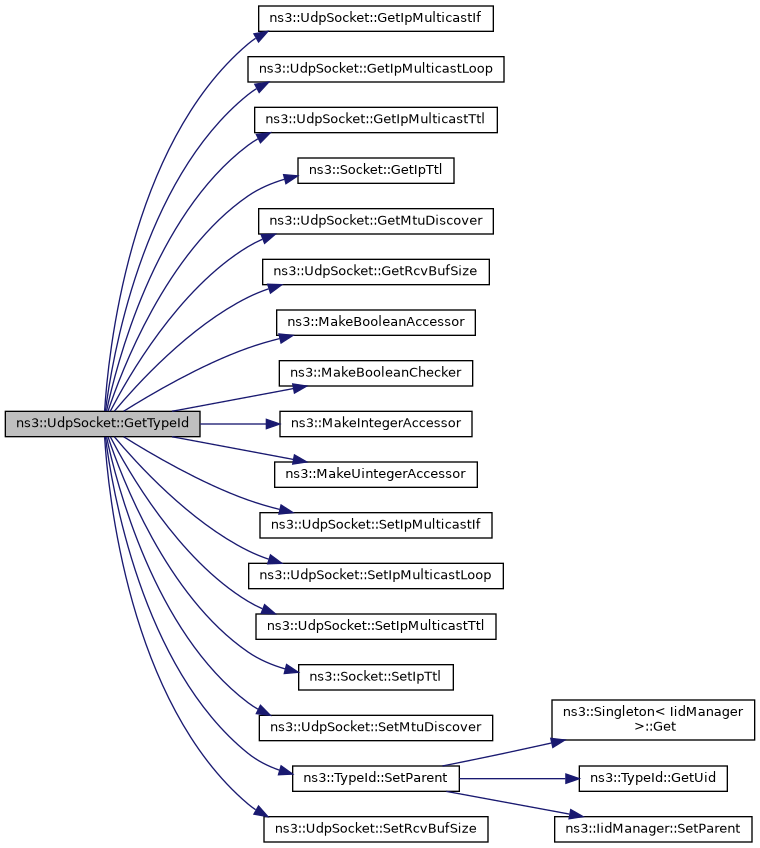 ns3::UdpSocket::GetIpMulticastIf
ns3::UdpSocket::GetIpMulticastLoop
ns3::UdpSocket::GetIpMulticastTtl
ns3::Socket::GetIpTtl
ns3::UdpSocket::GetMtuDiscover
ns3::UdpSocket::GetRcvBufSize
ns3::MakeBooleanAccessor
ns3::MakeBooleanChecker
ns3::UdpSocket::GetTypeId
ns3::MakeIntegerAccessor
ns3::MakeUintegerAccessor
ns3::UdpSocket::SetIpMulticastIf
ns3::UdpSocket::SetIpMulticastLoop
ns3::UdpSocket::SetIpMulticastTtl
ns3::Socket::SetIpTtl
ns3::UdpSocket::SetMtuDiscover
ns3::Singleton< IidManager
>::Get
ns3::TypeId::SetParent
ns3::TypeId::GetUid
ns3::UdpSocket::SetRcvBufSize
ns3::IidManager::SetParent